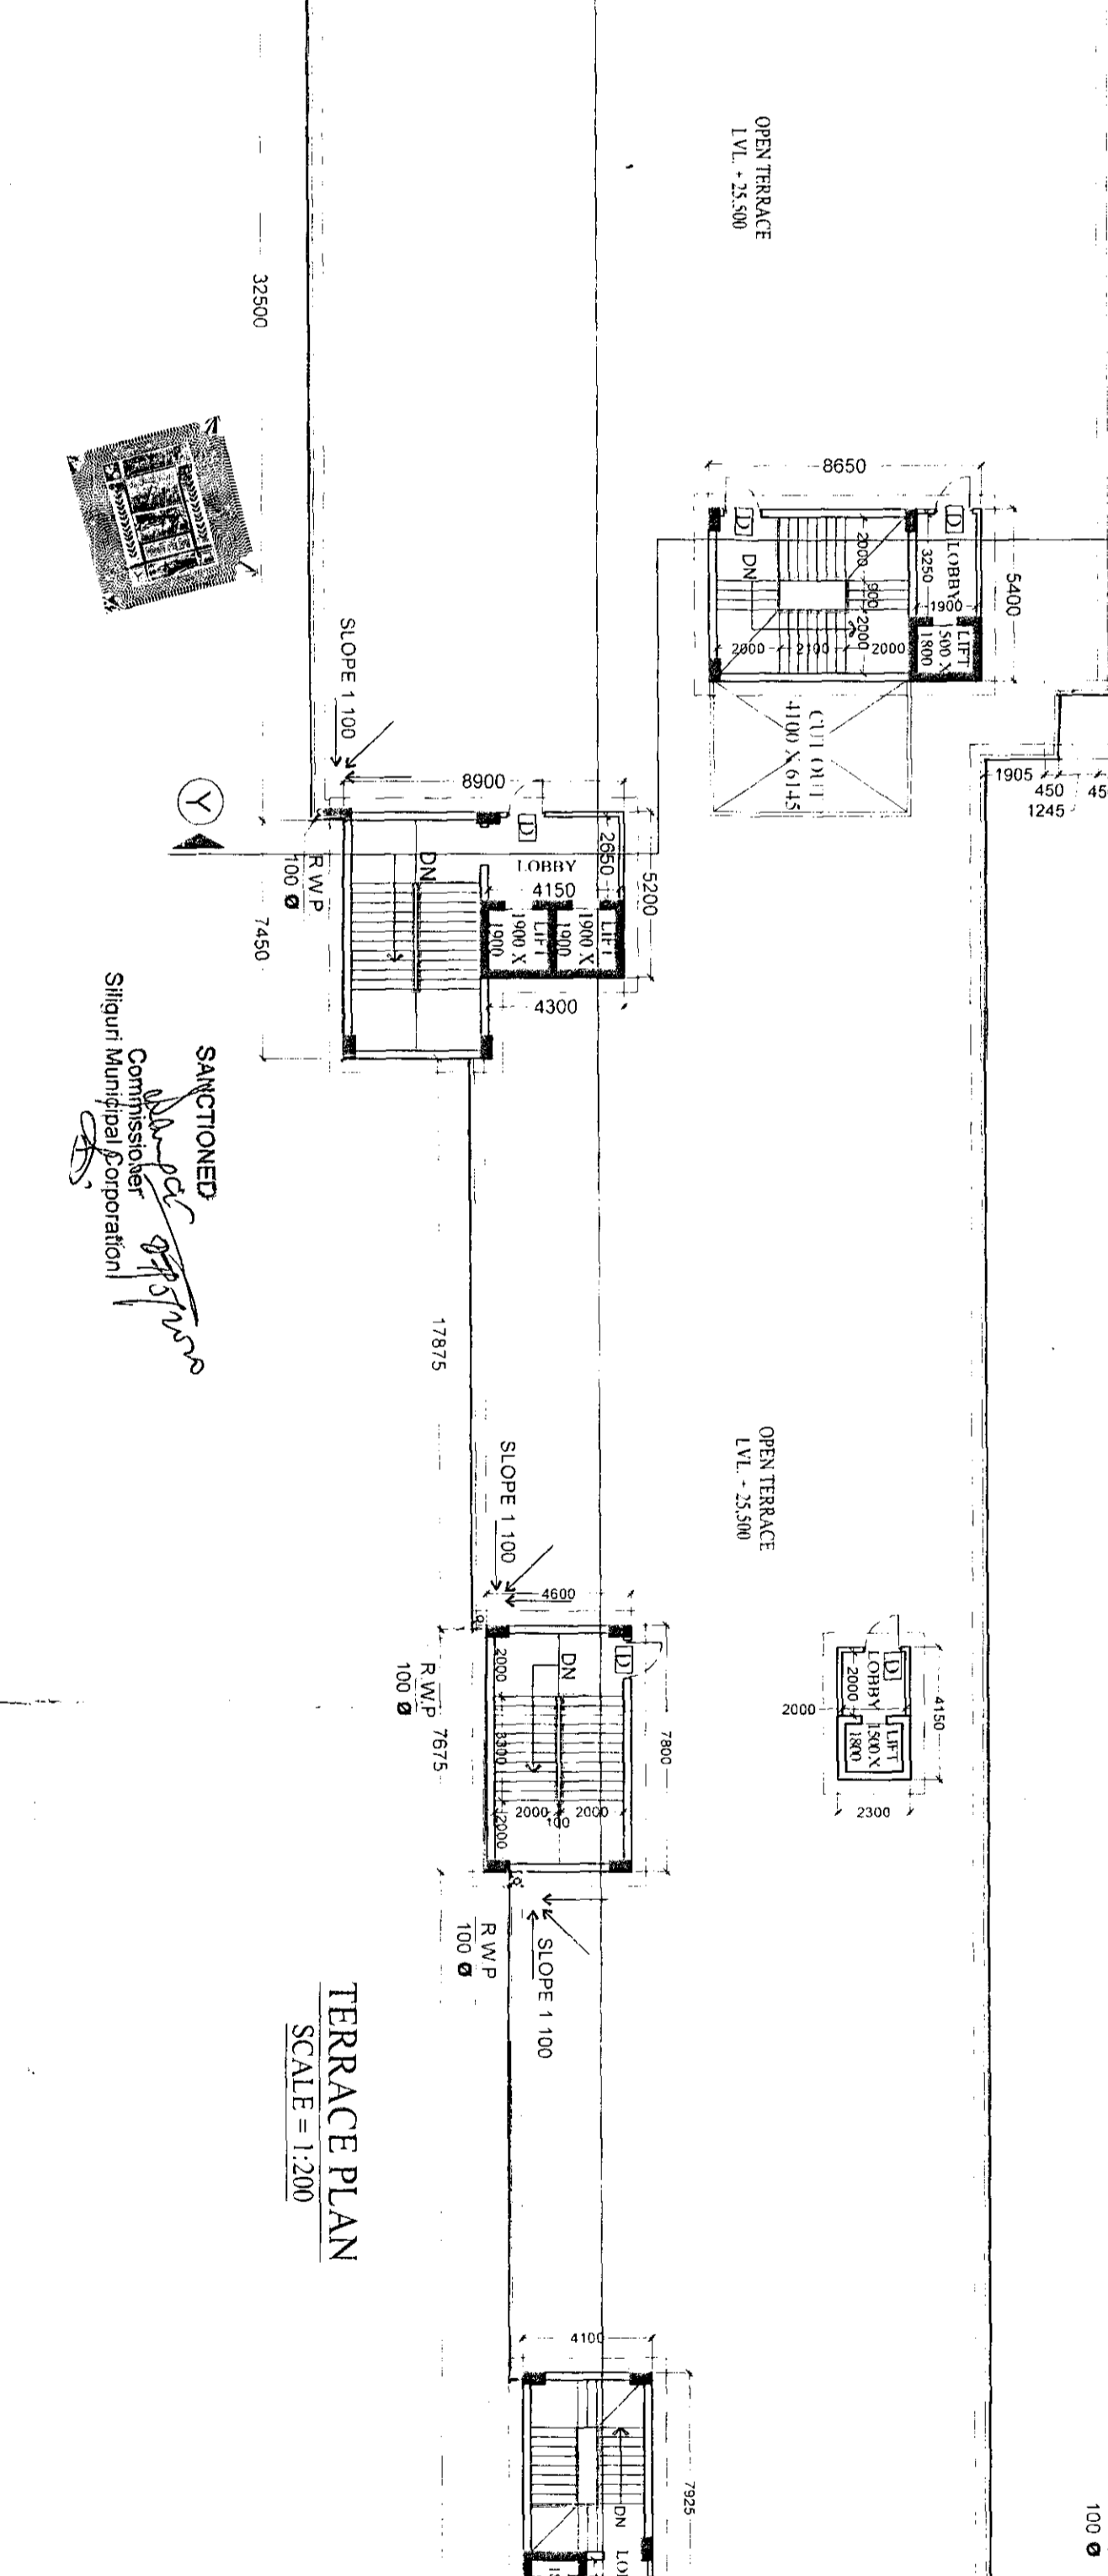 OPEN TERRACE
LVL. + 25.500
32500
8650
D
D
LOBBY
3250
1900
5400
LIFT
1500 X
1800
DN
2000
900
2000
2000
2100
2000
CUT OUT
4100 X 6145
1905
450
1245
45
SLOPE 1 100
8900
Y
R.W.P
100 Ø
7450
DN
D
LOBBY
2650
4150
5200
LIFT
1900 X
1900
LIFT
1900 X
1900
4300
SANCTIONED
Commissioner
Siliguri Municipal Corporation
17875
OPEN TERRACE
LVL. + 25,500
SLOPE 1 100
4600
R.W.P
100 Ø
7675
D
DN
2000
3300
2000
2000
100
2000
7800
D
LOBBY
2000
2000
LIFT
1500 X
1800
4150
2300
R.W.P
100 Ø
SLOPE 1 100
TERRACE PLAN
SCALE = 1:200
4100
7925
DN
LO
100 Ø